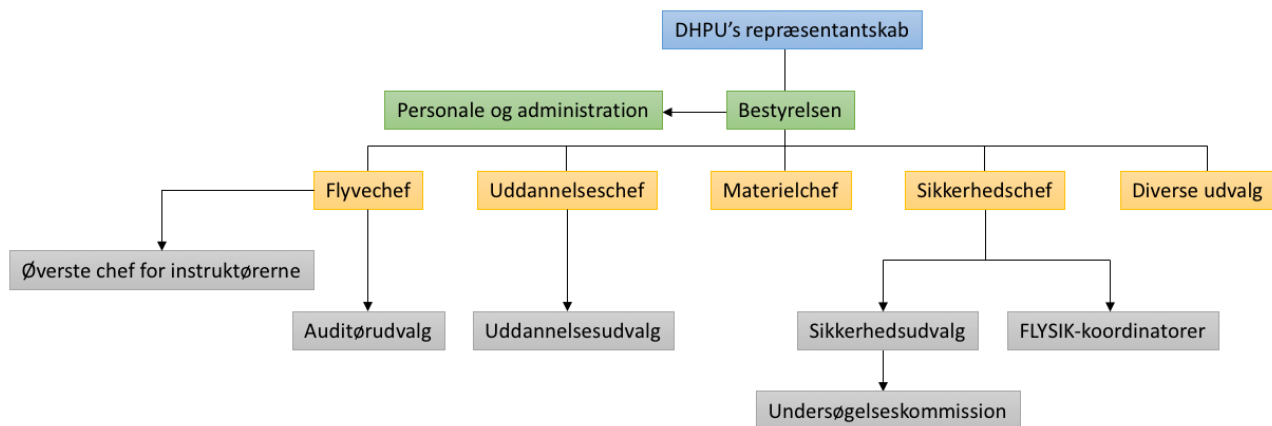 DHPU's repræsentantskab
Personale og administration
Bestyrelsen
Flyvechef
Uddannelseschef
Materielchef
Sikkerhedschef
Diverse udvalg
Øverste chef for instruktørerne
Auditørudvalg
Uddannelsesudvalg
Sikkerhedsudvalg
FLYSIK-koordinatorer
Undersøgelseskommission